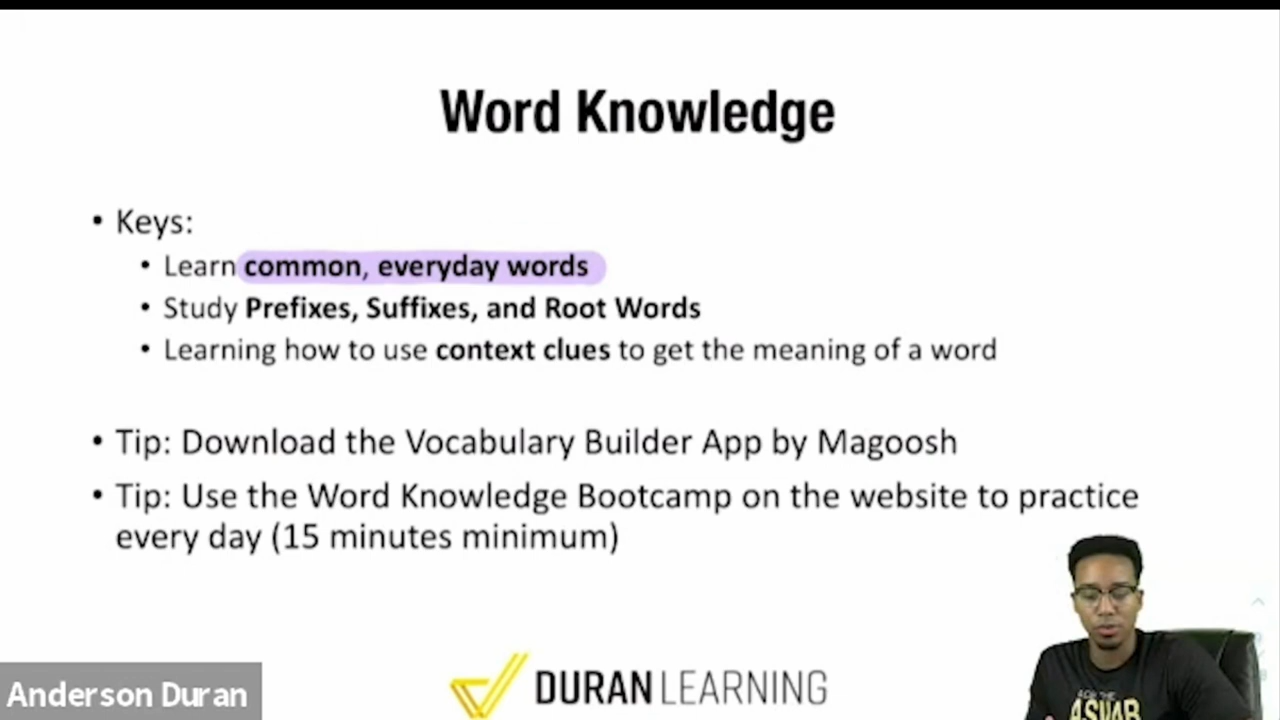 Word Knowledge
• Keys:
• Learn common, everyday words
• Study Prefixes, Suffixes, and Root Words
• Learning how to use context clues to get the meaning of a word
• Tip: Download the Vocabulary Builder App by Magoosh
• Tip: Use the Word Knowledge Bootcamp on the website to practice
every day (15 minutes minimum)
Anderson Duran
DURAN LEARNING
THE
ASVAB